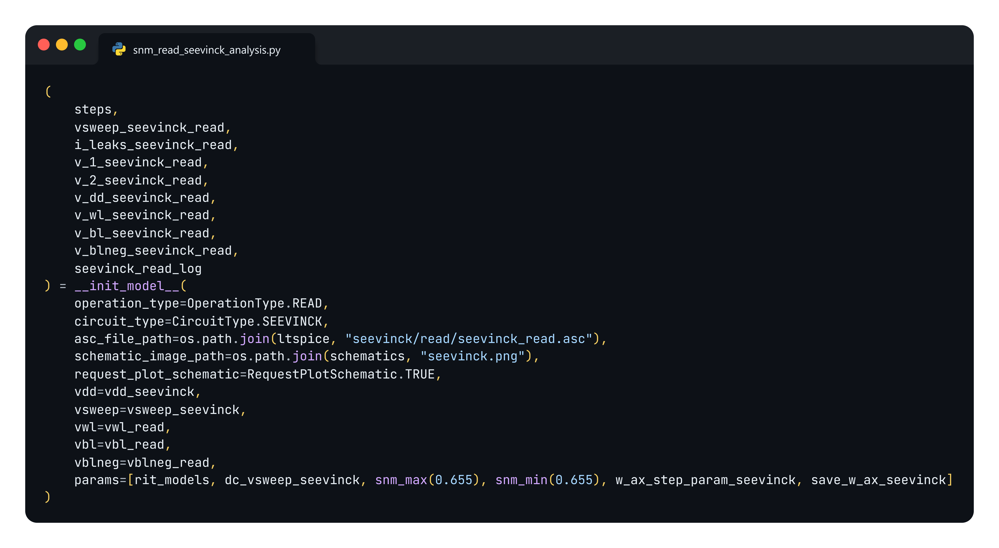 snm_read_seevinck_analysis.py
(
    steps,
    vsweep_seevinck_read,
    i_leaks_seevinck_read,
    v_1_seevinck_read,
    v_2_seevinck_read,
    v_dd_seevinck_read,
    v_wl_seevinck_read,
    v_bl_seevinck_read,
    v_blneg_seevinck_read,
    seevinck_read_log
) = __init_model__(
    operation_type=OperationType.READ,
    circuit_type=CircuitType.SEEVINCK,
    asc_file_path=os.path.join(ltspice, "seevinck/read/seevinck_read.asc"),
    schematic_image_path=os.path.join(schematics, "seevinck.png"),
    request_plot_schematic=RequestPlotSchematic.TRUE,
    vdd=vdd_seevinck,
    vsweep=vsweep_seevinck,
    vwl=vwl_read,
    vbl=vbl_read,
    vblneg=vblneg_read,
    params=[rit_models, dc_vsweep_seevinck, snm_max(0.655), snm_min(0.655), w_ax_step_param_seevinck, save_w_ax_seevinck]
)